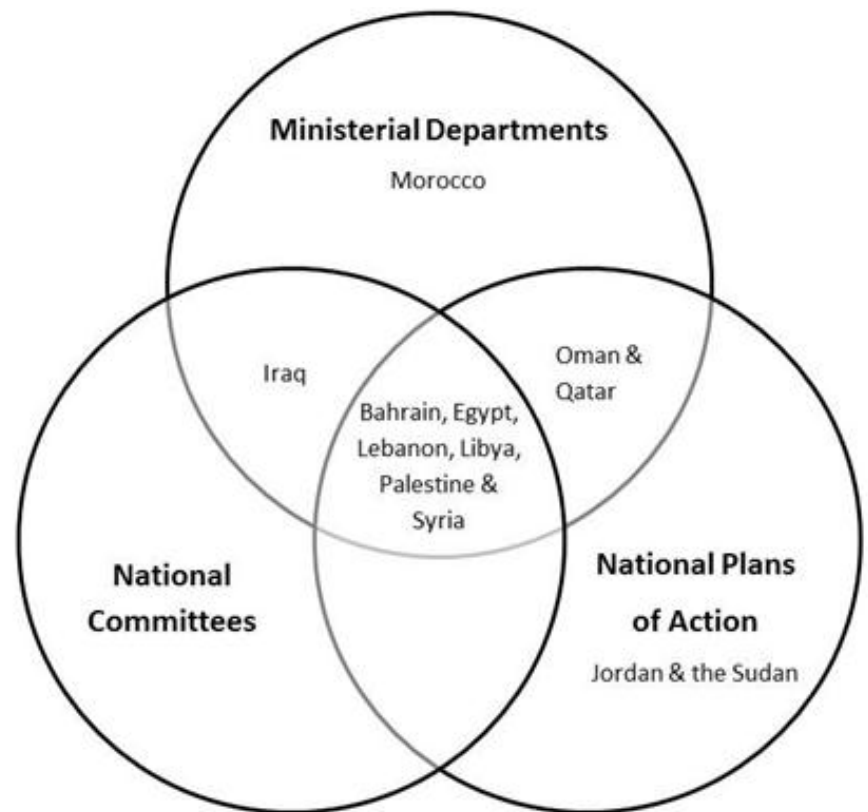 Ministerial Departments
Morocco
Iraq
Oman &
Qatar
Bahrain, Egypt,
Lebanon, Libya,
Palestine &
Syria
National
Committees
National Plans
of Action
Jordan & the Sudan